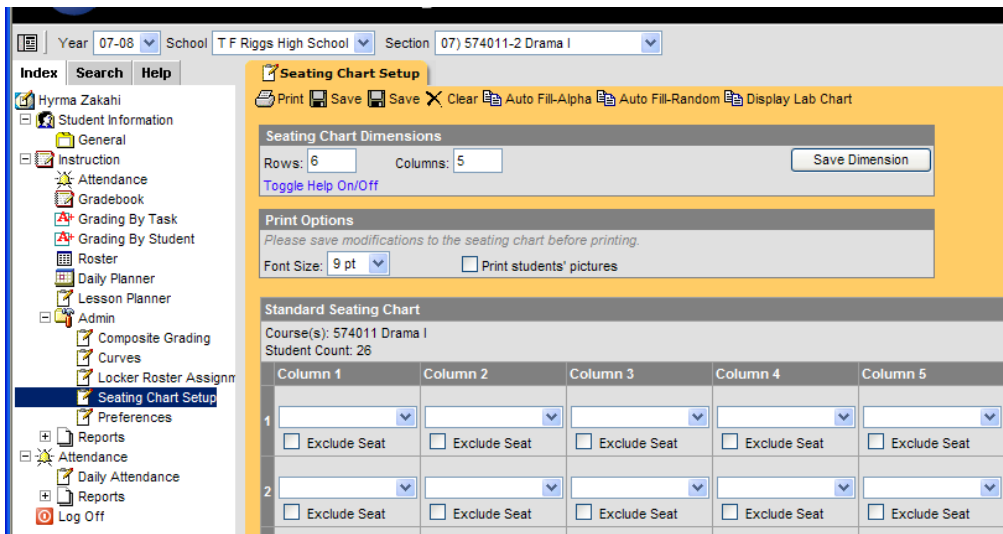 Year 07-08 School T F Riggs High School Section 07) 574011-2 Drama I
Index Search Help
Hyrma Zakahi
Student Information
General
Instruction
Attendance
Gradebook
Grading By Task
Grading By Student
Roster
Daily Planner
Lesson Planner
Admin
Composite Grading
Curves
Locker Roster Assignm
Seating Chart Setup
Preferences
Reports
Attendance
Daily Attendance
Reports
Log Off
Seating Chart Setup
Print Save Save Clear Auto Fill-Alpha Auto Fill-Random Display Lab Chart
Seating Chart Dimensions
Rows: 6 Columns: 5 Save Dimension
Toggle Help On/Off
Print Options
Please save modifications to the seating chart before printing.
Font Size: 9 pt Print students' pictures
Standard Seating Chart
Course(s): 574011 Drama I
Student Count: 26
Column 1 Column 2 Column 3 Column 4 Column 5
1
Exclude Seat Exclude Seat Exclude Seat Exclude Seat Exclude Seat
2
Exclude Seat Exclude Seat Exclude Seat Exclude Seat Exclude Seat